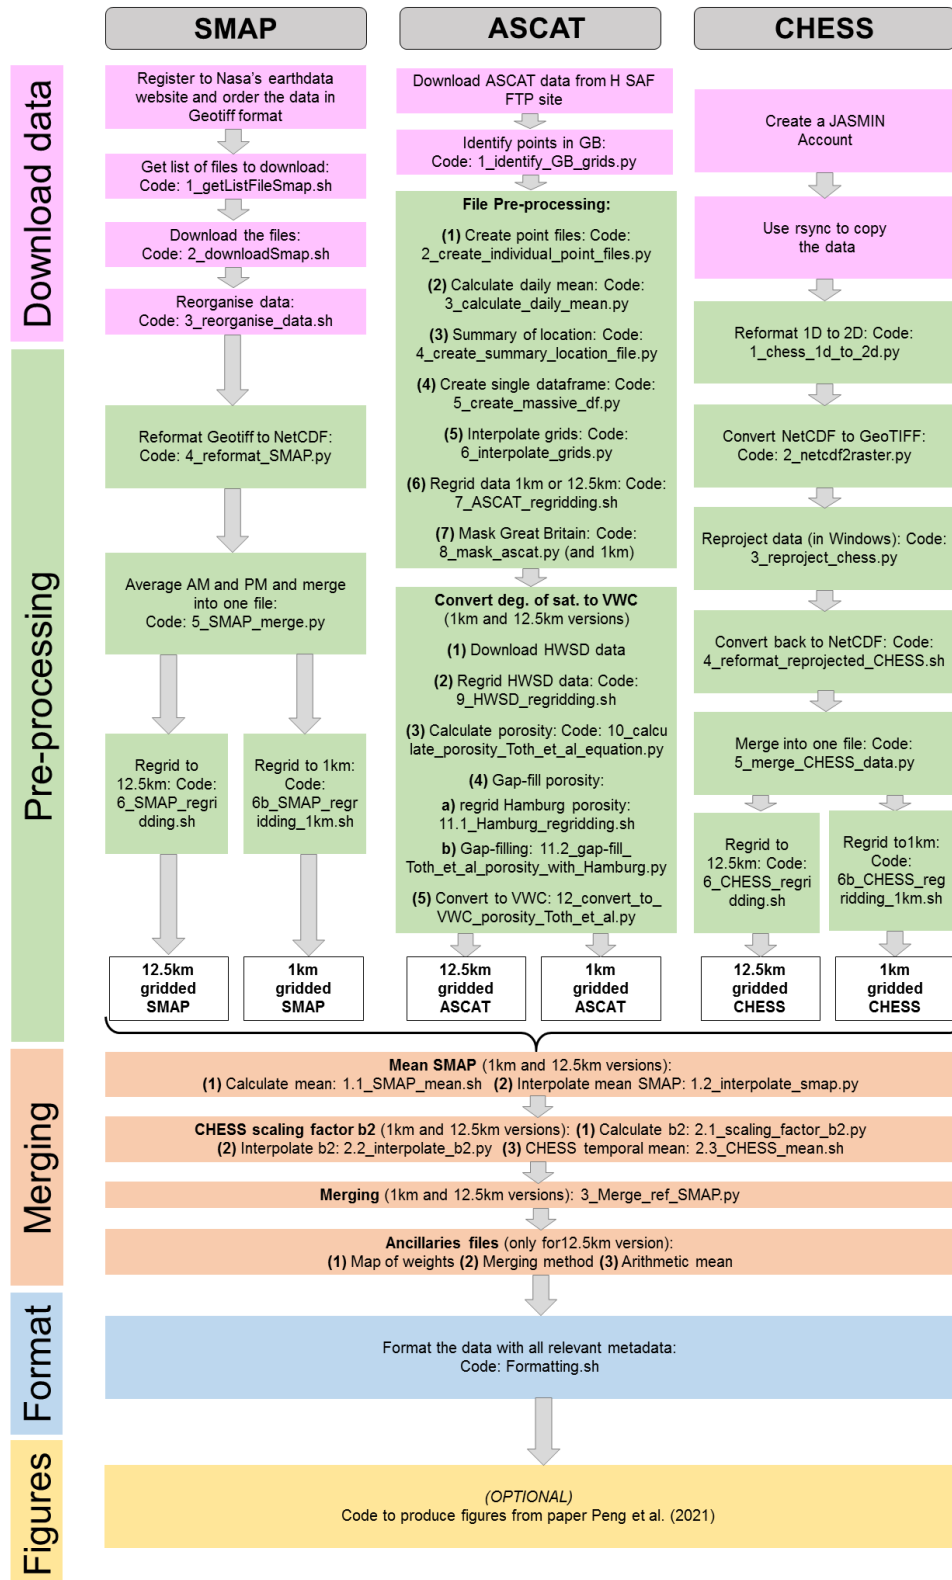 SMAP
ASCAT
CHESS
Download data
Register to Nasa's earthdata
website and order the data in
Geotiff format
Get list of files to download:
Code: 1_getListFileSmap.sh
Download the files:
Code: 2_downloadSmap.sh
Reorganise data:
Code: 3_reorganise_data.sh
Download ASCAT data from H SAF
FTP site
Identify points in GB:
Code: 1_identify_GB_grids.py
Create a JASMIN
Account
Use rsync to copy
the data
Pre-processing
Reformat Geotiff to NetCDF:
Code: 4_reformat_SMAP.py
Average AM and PM and merge
into one file:
Code: 5_SMAP_merge.py
Regrid to
12.5km: Code:
6_SMAP_regri
dding.sh
Regrid to 1km:
Code:
6b_SMAP_regr
idding_1km.sh
12.5km
gridded
SMAP
1km
gridded
SMAP
File Pre-processing:
(1) Create point files: Code:
2_create_individual_point_files.py
(2) Calculate daily mean: Code:
3_calculate_daily_mean.py
(3) Summary of location: Code:
4_create_summary_location_file.py
(4) Create single dataframe: Code:
5_create_massive_df.py
(5) Interpolate grids: Code:
6_interpolate_grids.py
(6) Regrid data 1km or 12.5km: Code:
7_ASCAT_regridding.sh
(7) Mask Great Britain: Code:
8_mask_ascat.py (and 1km)
Convert deg. of sat. to VWC
(1km and 12.5km versions)
(1) Download HWSD data
(2) Regrid HWSD data: Code:
9_HWSD_regridding.sh
(3) Calculate porosity: Code: 10_calcu
late_porosity_Toth_et_al_equation.py
(4) Gap-fill porosity:
a) regrid Hamburg porosity:
11.1_Hamburg_regridding.sh
b) Gap-filling: 11.2_gap-fill_
Toth_et_al_porosity_with_Hamburg.py
(5) Convert to VWC: 12_convert_to_
VWC_porosity_Toth_et_al.py
12.5km
gridded
ASCAT
1km
gridded
ASCAT
Reformat 1D to 2D: Code:
1_chess_1d_to_2d.py
Convert NetCDF to GeoTIFF:
Code: 2_netcdf2raster.py
Reproject data (in Windows): Code:
3_reproject_chess.py
Convert back to NetCDF: Code:
4_reformat_reprojected_CHESS.sh
Merge into one file: Code:
5_merge_CHESS_data.py
Regrid to
12.5km: Code:
6_CHESS_regri
dding.sh
Regrid to1km:
Code:
6b_CHESS_reg
ridding_1km.sh
12.5km
gridded
CHESS
1km
gridded
CHESS
Merging
Mean SMAP (1km and 12.5km versions):
(1) Calculate mean: 1.1_SMAP_mean.sh (2) Interpolate mean SMAP: 1.2_interpolate_smap.py
CHESS scaling factor b2 (1km and 12.5km versions): (1) Calculate b2: 2.1_scaling_factor_b2.py
(2) Interpolate b2: 2.2_interpolate_b2.py (3) CHESS temporal mean: 2.3_CHESS_mean.sh
Merging (1km and 12.5km versions): 3_Merge_ref_SMAP.py
Ancillaries files (only for12.5km version):
(1) Map of weights (2) Merging method (3) Arithmetic mean
Format
Format the data with all relevant metadata:
Code: Formatting.sh
Figures
(OPTIONAL)
Code to produce figures from paper Peng et al. (2021)